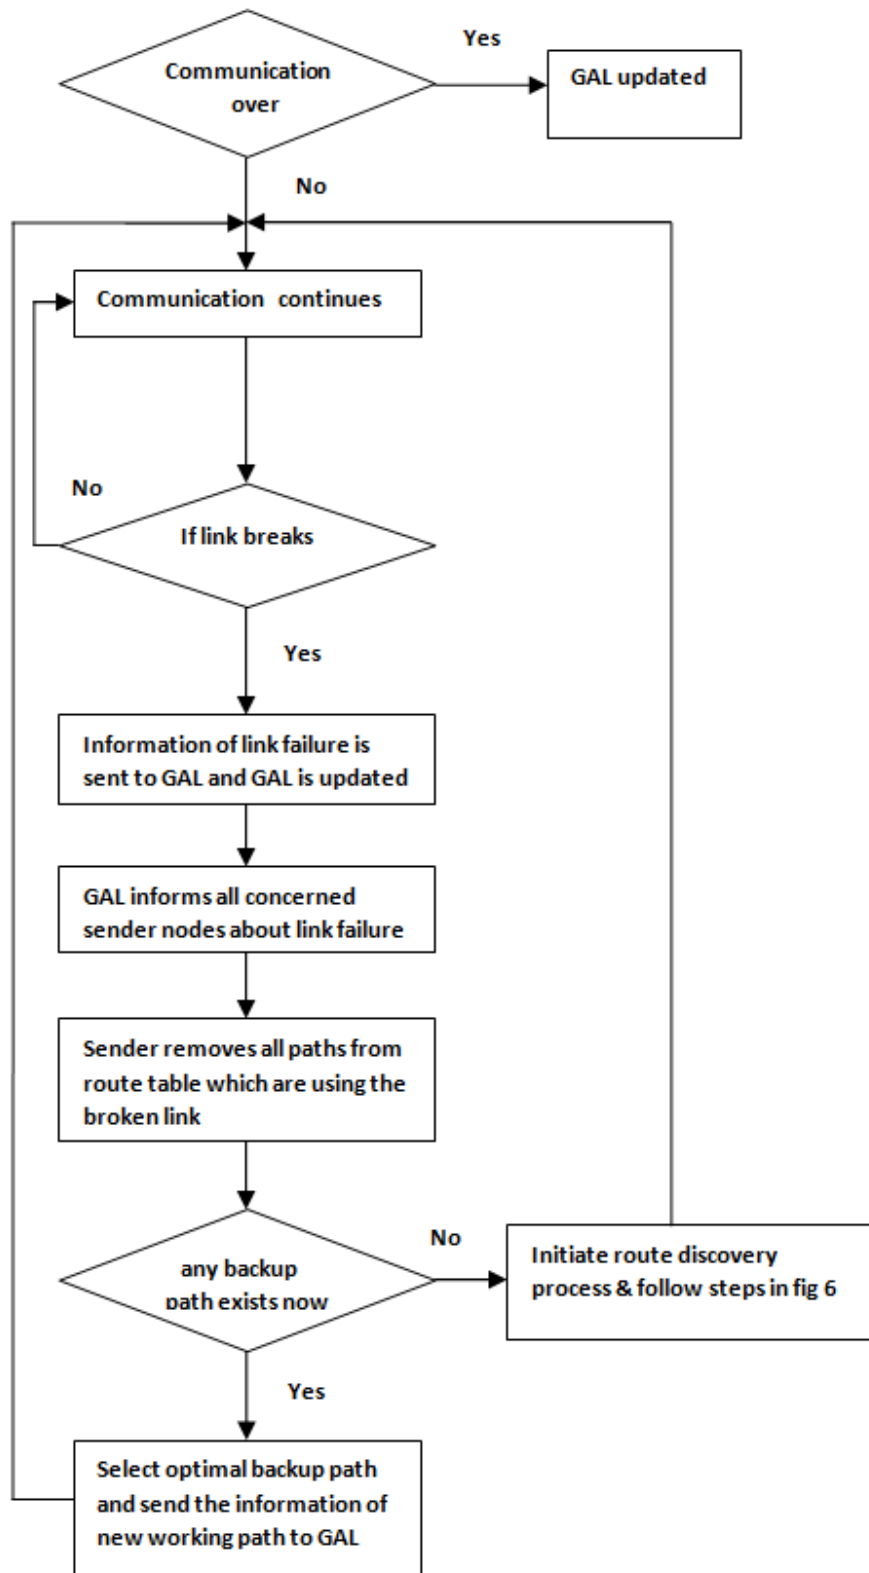 Communication
over
Yes
GAL updated
No
Communication continues
No
If link breaks
Yes
Information of link failure is
sent to GAL and GAL is updated
GAL informs all concerned
sender nodes about link failure
Sender removes all paths from
route table which are using the
broken link
any backup
path exists now
No
Initiate route discovery
process & follow steps in fig 6
Yes
Select optimal backup path
and send the information of
new working path to GAL